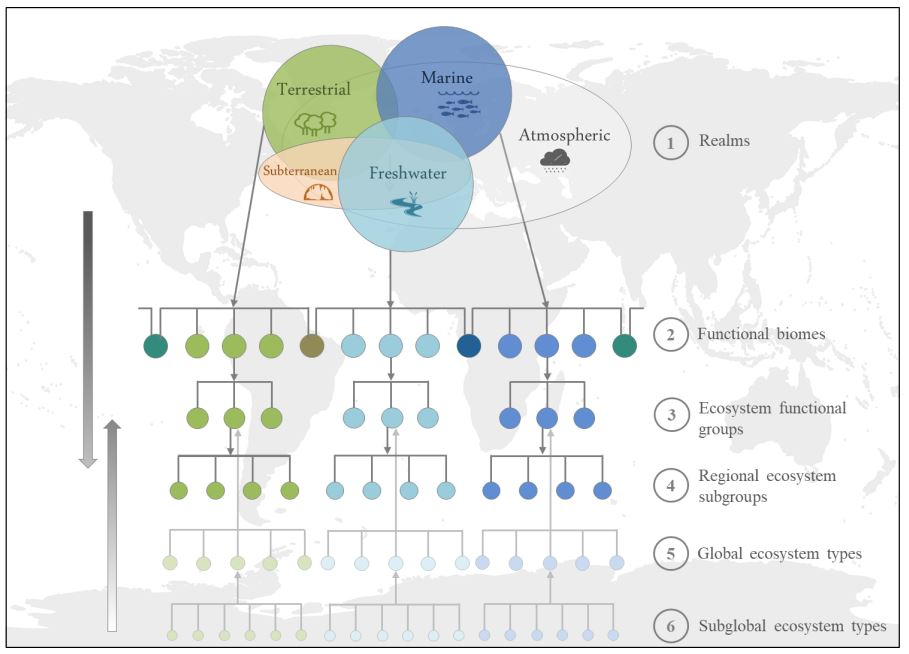 Marine
Terrestrial
Atmospheric
Subterranean
Freshwater
1 Realms
2 Functional biomes
3 Ecosystem functional
groups
4 Regional ecosystem
subgroups
5 Global ecosystem types
6 Subglobal ecosystem types